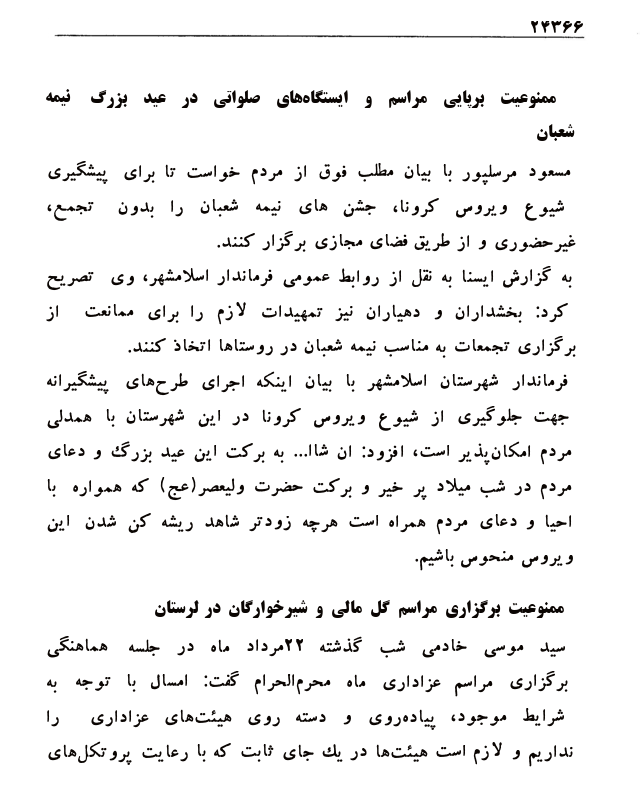 ۲۴۳۶۶
ممنوعیت برپایی مراسم و ایستگاه‌های صلواتی در عید بزرگ نیمه
شعبان
مسعود مرسلپور با بیان مطلب فوق از مردم خواست تا برای پیشگیری
شیوع ویروس کرونا، جشن های نیمه شعبان را بدون تجمع،
غیرحضوری و از طریق فضای مجازی برگزار کنند.
به گزارش ایسنا به نقل از روابط عمومی فرماندار اسلامشهر، وی تصریح
کرد: بخشداران و دهیاران نیز تمهیدات لازم را برای ممانعت از
برگزاری تجمعات به مناسب نیمه شعبان در روستاها اتخاذ کنند.
فرماندار شهرستان اسلامشهر با بیان اینکه اجرای طرح‌های پیشگیرانه
جهت جلوگیری از شیوع ویروس کرونا در این شهرستان با همدلی
مردم امکان‌پذیر است، افزود: ان شاا... به برکت این عید بزرگ و دعای
مردم در شب میلاد پر خیر و برکت حضرت ولیعصر(عج) که همواره با
احیا و دعای مردم همراه است هرچه زودتر شاهد ریشه کن شدن این
ویروس منحوس باشیم.
ممنوعیت برگزاری مراسم گل مالی و شیرخوارگان در لرستان
سید موسی خادمی شب گذشته ۲۲مرداد ماه در جلسه هماهنگی
برگزاری مراسم عزاداری ماه محرم‌الحرام گفت: امسال با توجه به
شرایط موجود، پیاده‌روی و دسته روی هیئت‌های عزاداری را
نداریم و لازم است هیئت‌ها در یك جای ثابت که با رعایت پروتکل‌های